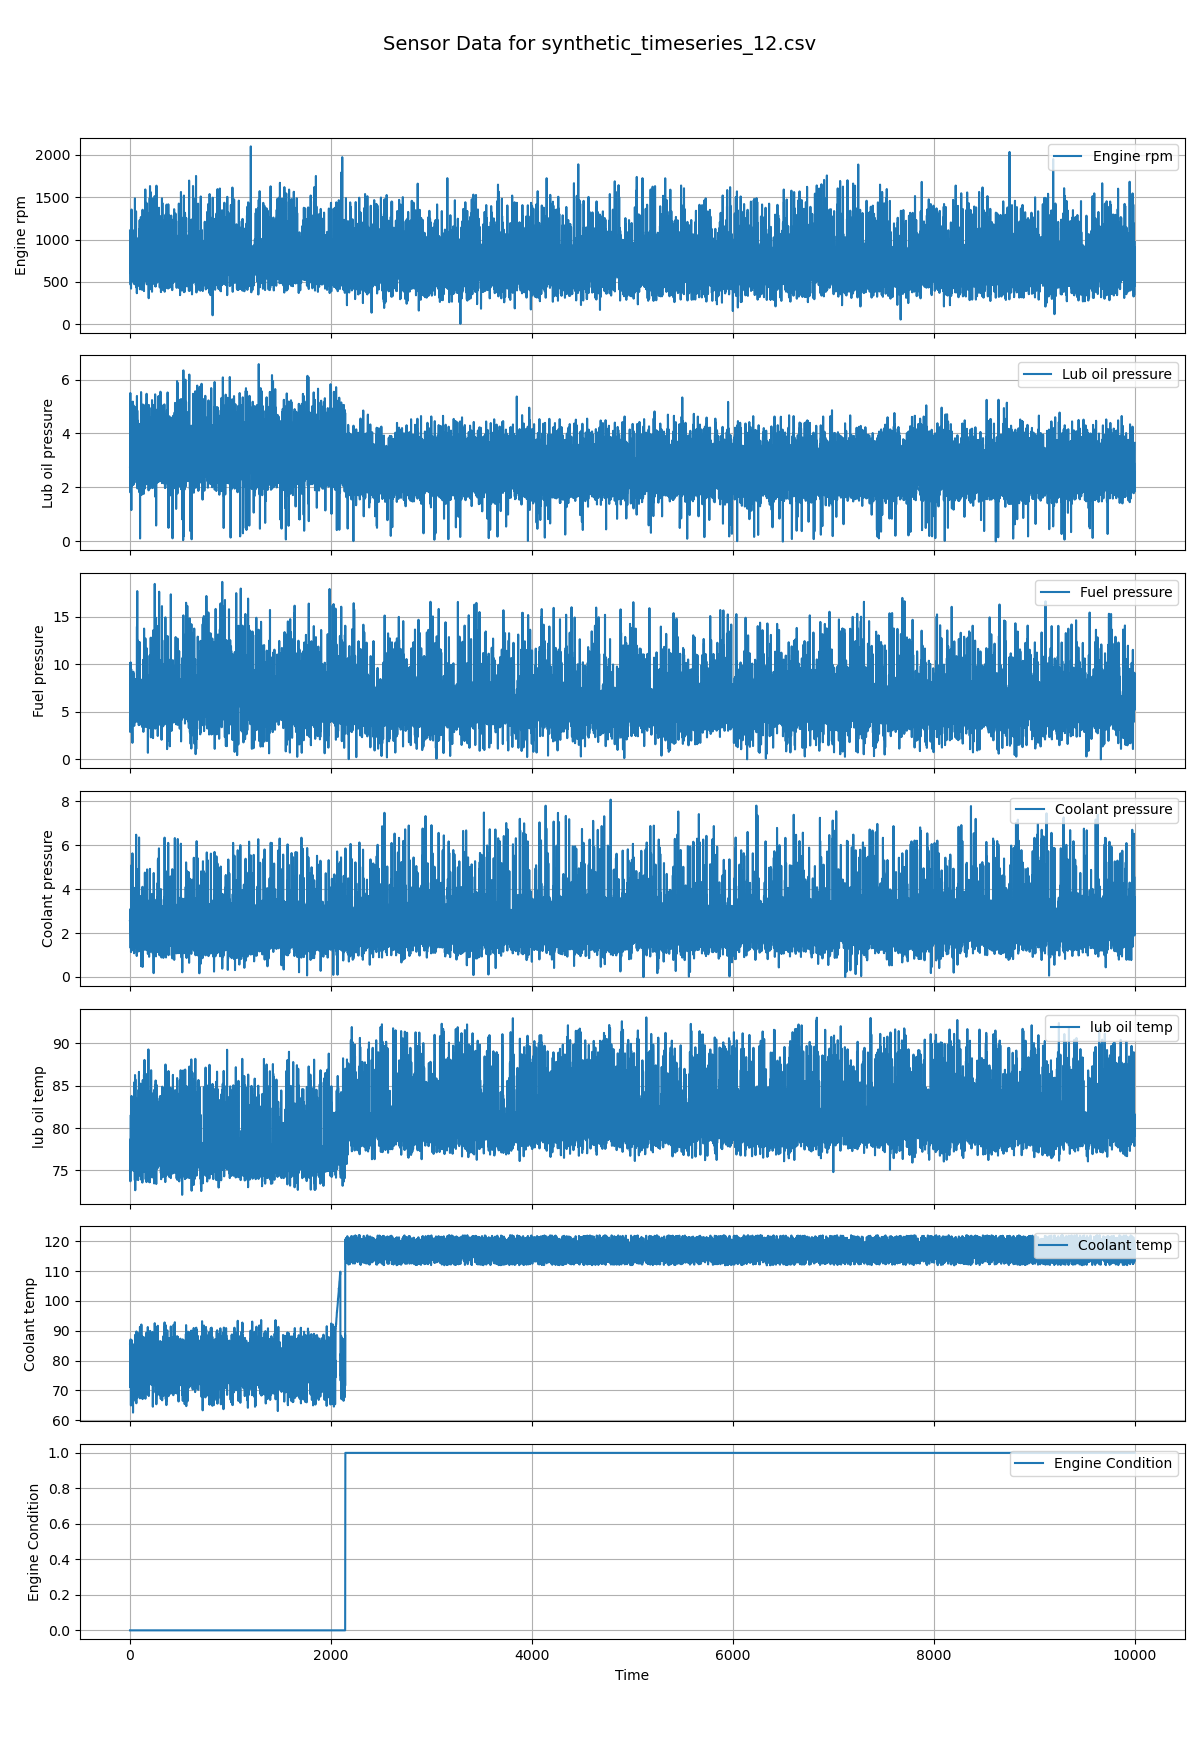 Sensor Data for synthetic_timeseries_12.csv
Engine rpm
2000
1500
1000
500
0
Engine rpm
Lub oil pressure
6
4
2
0
Lub oil pressure
Fuel pressure
15
10
5
0
Fuel pressure
Coolant pressure
8
6
4
2
0
Coolant pressure
lub oil temp
90
85
80
75
lub oil temp
Coolant temp
120
110
100
90
80
70
60
Coolant temp
Engine Condition
1.0
0.8
0.6
0.4
0.2
0.0
Engine Condition
0 2000 4000 6000 8000 10000
Time